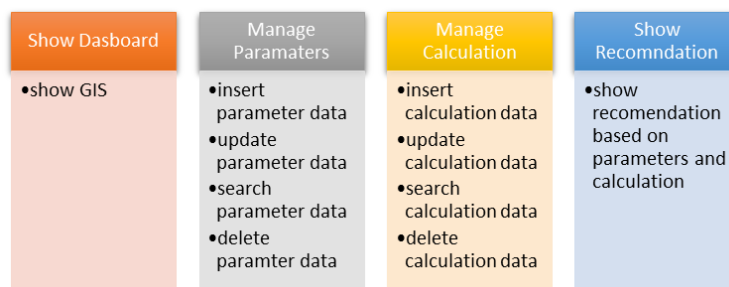 Show Dasboard
•show GIS
Manage
Paramaters
•insert
parameter data
•update
parameter data
•search
parameter data
•delete
paramter data
Manage
Calculation
•insert
calculation data
•update
calculation data
•search
calculation data
•delete
calculation data
Show
Recomndation
•show
recomendation
based on
parameters and
calculation